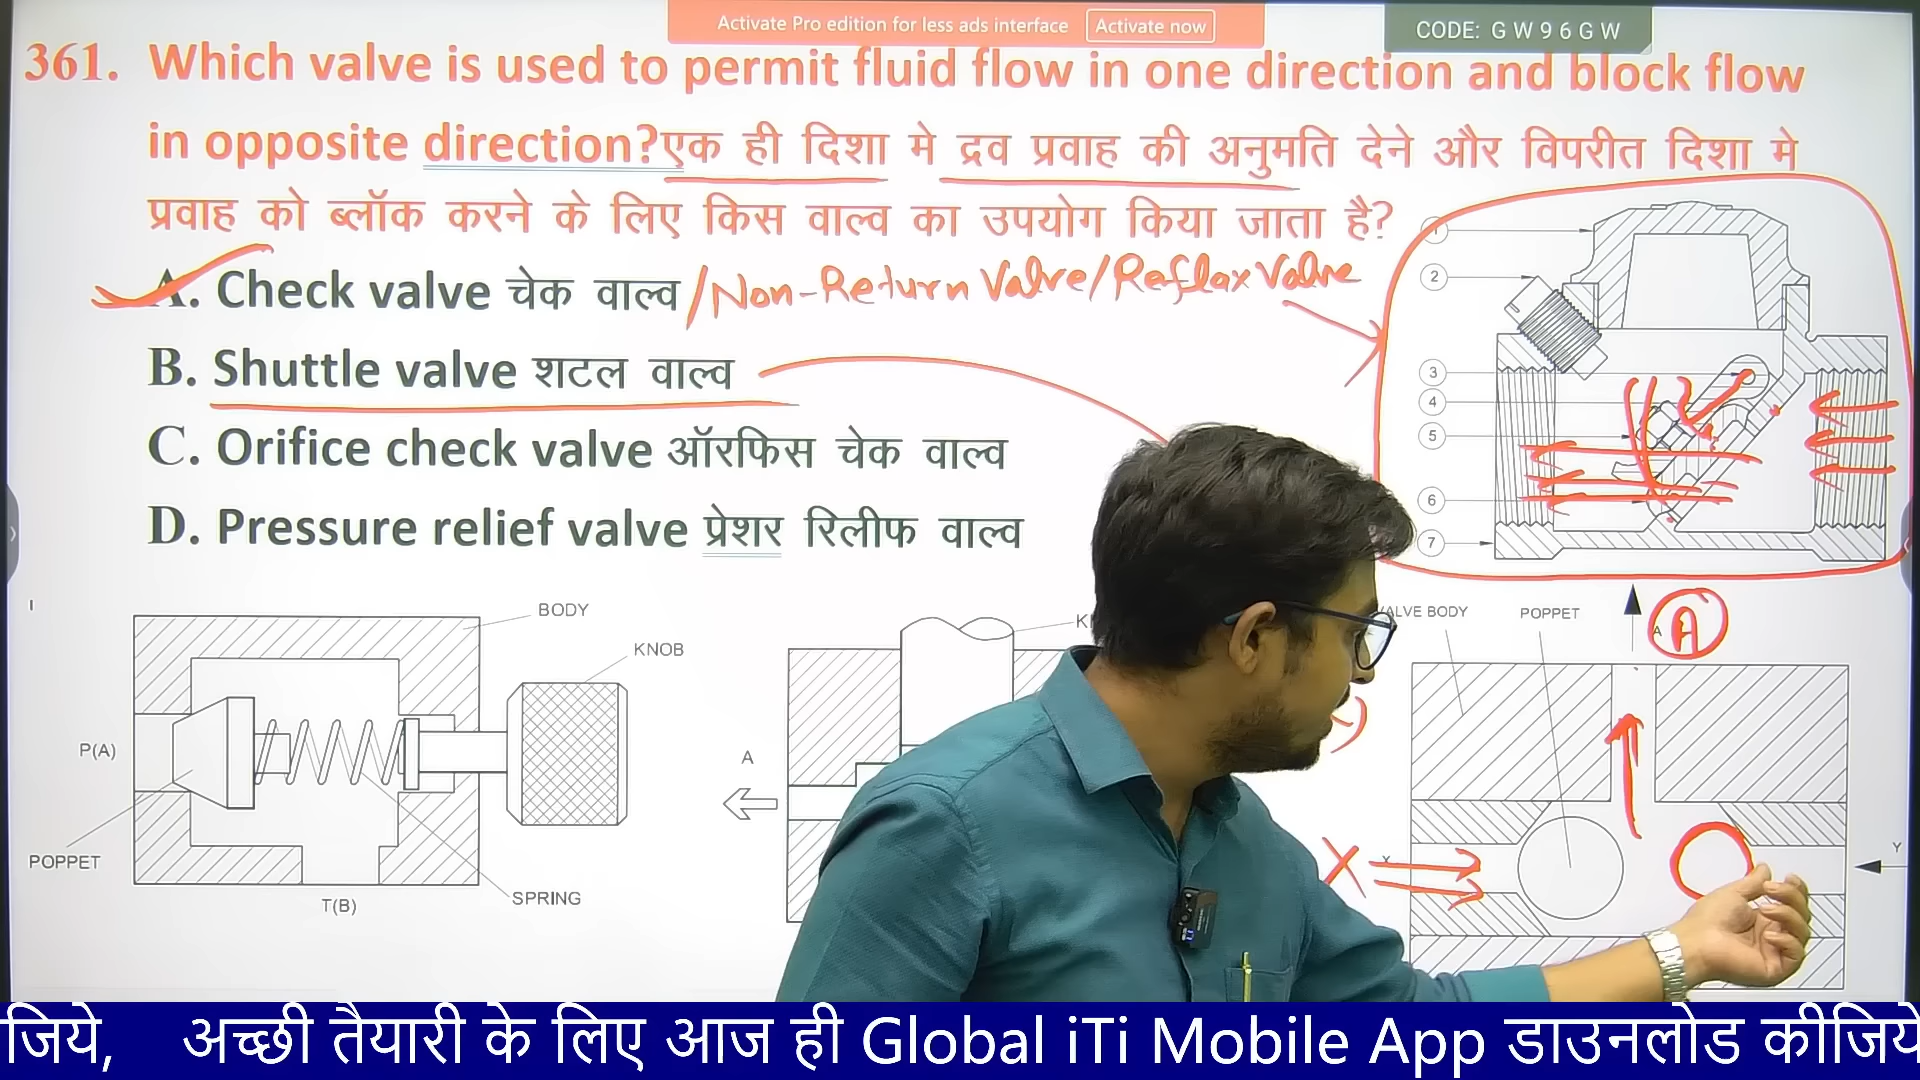 Activate Pro edition for less ads interface Activate now
CODE: G W 9 6 G W
361. Which valve is used to permit fluid flow in one direction and block flow
in opposite direction?एक ही दिशा मे द्रव प्रवाह की अनुमति देने और विपरीत दिशा मे
प्रवाह को ब्लॉक करने के लिए किस वाल्व का उपयोग किया जाता है?
A. Check valve चेक वाल्व/Non-Return Valve/Reflax Valve
B. Shuttle valve शटल वाल्व
C. Orifice check valve ऑरफिस चेक वाल्व
D. Pressure relief valve प्रेशर रिलीफ वाल्व
1
2
3
4
5
6
7
BODY
KNOB
P(A)
POPPET
T(B)
SPRING
A
VALVE BODY
POPPET
A
A
X
X
Y
जिये, अच्छी तैयारी के लिए आज ही Global iTi Mobile App डाउनलोड कीजिये